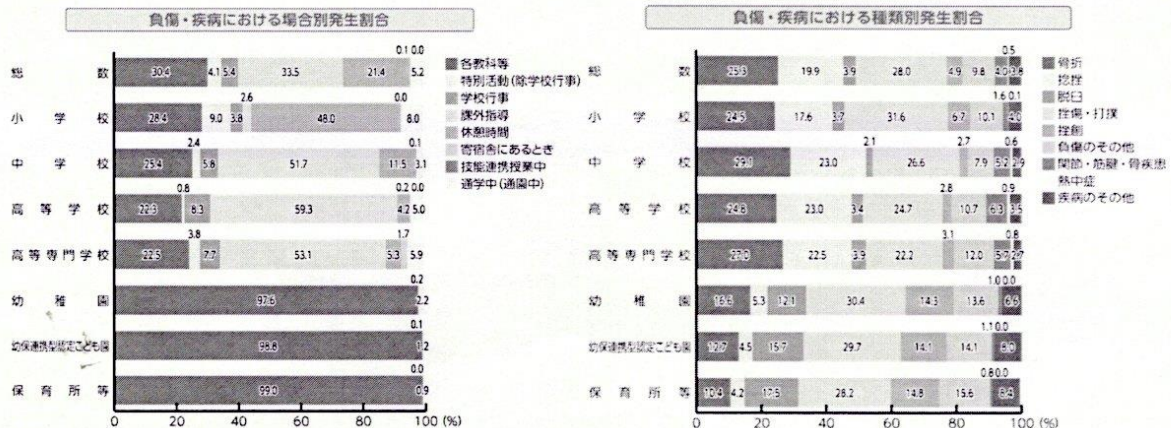 負傷・疾病における場合別発生割合
0.1 0.0
総数 30.4 4.1 5.4 33.5 21.4 5.2
2.6 0.0
小学校 28.4 9.0 3.8 48.0 8.0
2.4 0.1
中学校 25.4 5.8 51.7 11.5 3.1
0.8 0.2 0.0
高等学校 22.3 8.3 59.3 4.2 5.0
3.8 1.7
高等専門学校 22.5 7.7 53.1 5.3 5.9
0.2
幼稚園 97.6 2.2
0.1
幼保連携型認定こども園 98.8 1.2
0.0
保育所等 99.0 0.9
0 20 40 60 80 100 (%)
各教科等
特別活動(除学校行事)
学校行事
課外指導
休憩時間
寄宿舎にあるとき
技能連携授業中
通学中(通園中)
負傷・疾病における種類別発生割合
0.5
総数 25.3 19.9 3.9 28.0 4.9 9.8 4.0 3.8
1.6 0.1
小学校 24.5 17.6 3.7 31.6 6.7 10.1 4.0
2.1 2.7 0.6
中学校 29.1 23.0 26.6 7.9 5.2 2.9
2.8 0.9
高等学校 24.8 23.0 3.4 24.7 10.7 6.3 3.5
3.1 0.8
高等専門学校 27.0 22.5 3.9 22.2 12.0 5.7 2.7
1.0 0.0
幼稚園 16.6 5.3 12.1 30.4 14.3 13.6 6.6
1.1 0.0
幼保連携型認定こども園 12.7 4.5 15.7 29.7 14.1 14.1 8.0
0.8 0.0
保育所等 10.4 4.2 17.5 28.2 14.8 15.6 8.4
0 20 40 60 80 100 (%)
骨折
捻挫
脱臼
挫傷・打撲
挫創
負傷のその他
関節・筋腱・骨疾患
熱中症
疾病のその他